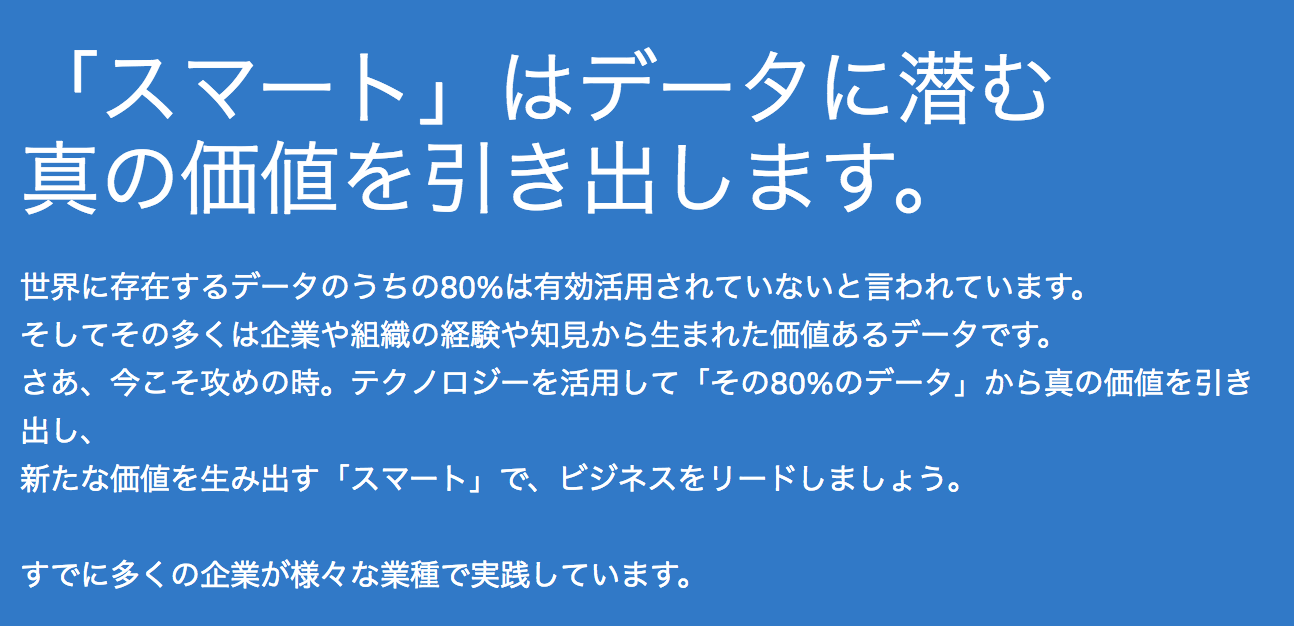 「スマート」はデータに潜む
真の価値を引き出します。
世界に存在するデータのうちの80%は有効活用されていないと言われています。
そしてその多くは企業や組織の経験や知見から生まれた価値あるデータです。
さあ、今こそ攻めの時。テクノロジーを活用して「その80%のデータ」から真の価値を引き
出し、
新たな価値を生み出す「スマート」で、ビジネスをリードしましょう。
すでに多くの企業が様々な業種で実践しています。